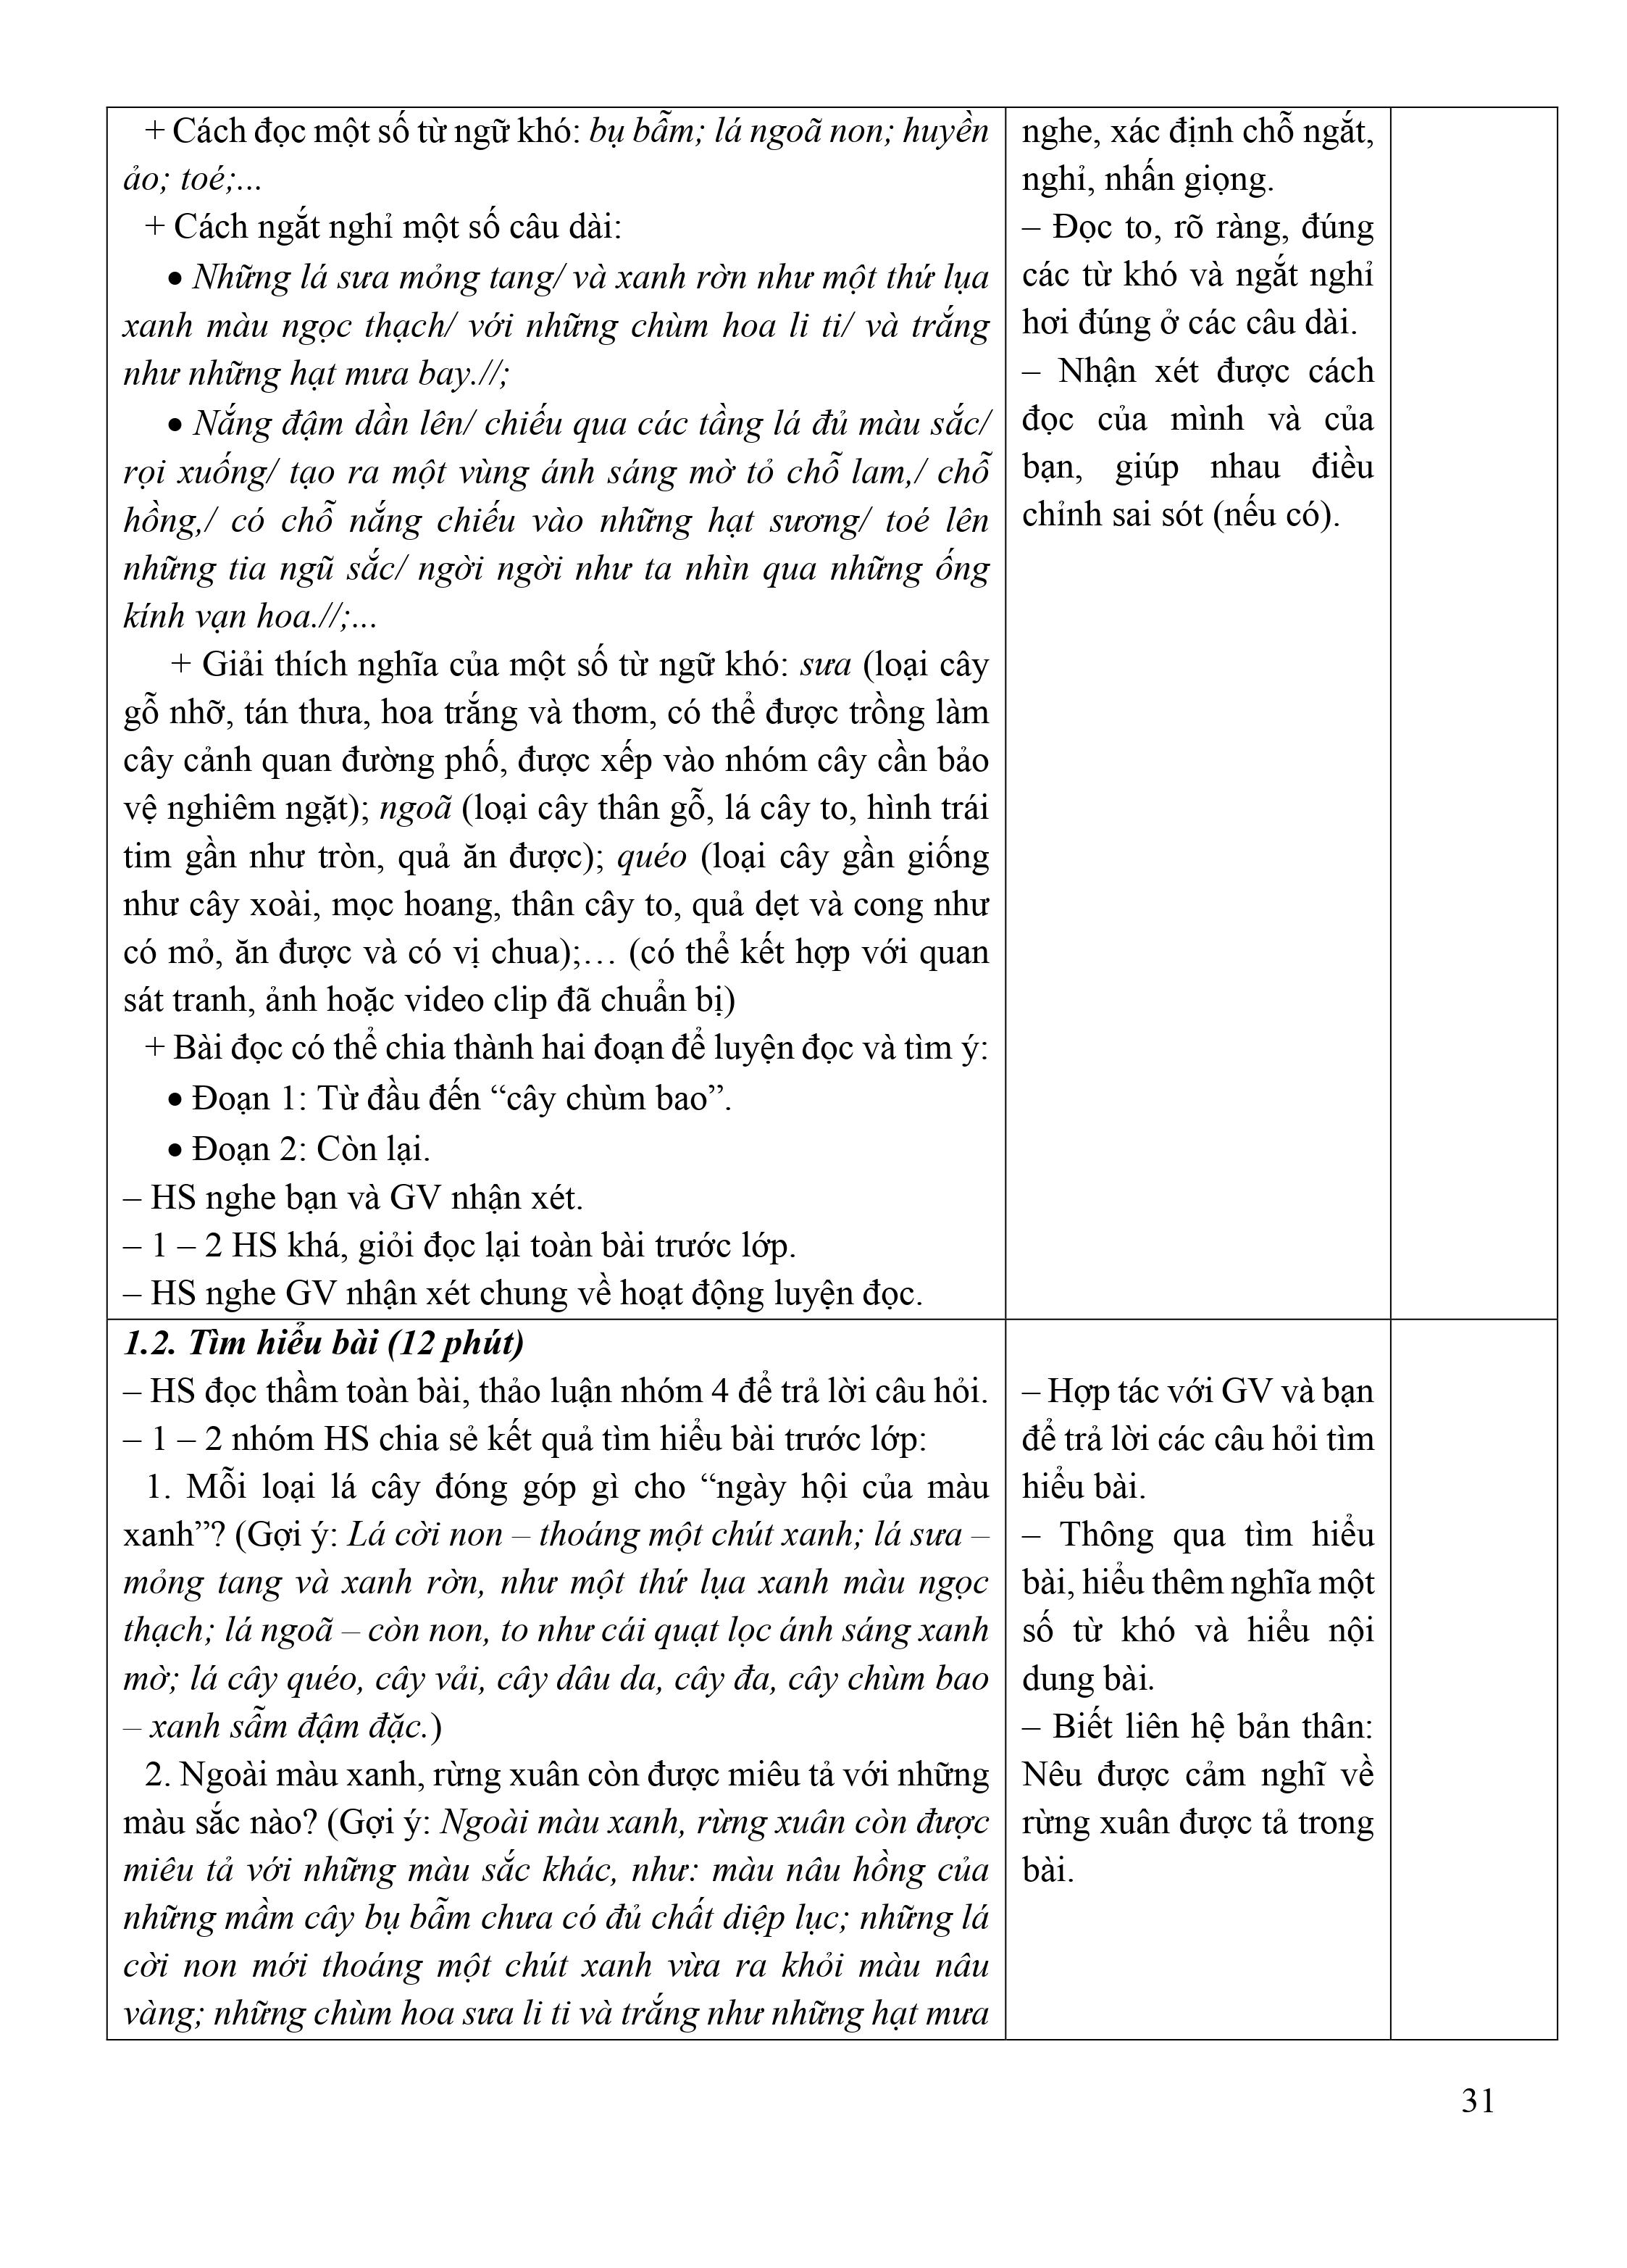 + Cách đọc một số từ ngữ khó: bụ bẫm; lá ngoã non; huyền
ảo; toé;...
+ Cách ngắt nghỉ một số câu dài:
• Những lá sưa mỏng tang/ và xanh rờn như một thứ lụa
xanh màu ngọc thạch/ với những chùm hoa li ti/ và trắng
như những hạt mưa bay.//;
• Nắng đậm dần lên/ chiếu qua các tầng lá đủ màu sắc/
rọi xuống/ tạo ra một vùng ánh sáng mờ tỏ chỗ lam,/ chỗ
hồng,/ có chỗ nắng chiếu vào những hạt sương/ toé lên
những tia ngũ sắc/ ngời ngời như ta nhìn qua những ống
kính vạn hoa.//;...
+ Giải thích nghĩa của một số từ ngữ khó: sưa (loại cây
gỗ nhỡ, tán thưa, hoa trắng và thơm, có thể được trồng làm
cây cảnh quan đường phố, được xếp vào nhóm cây cần bảo
vệ nghiêm ngặt); ngoã (loại cây thân gỗ, lá cây to, hình trái
tim gần như tròn, quả ăn được); quéo (loại cây gần giống
như cây xoài, mọc hoang, thân cây to, quả dẹt và cong như
có mỏ, ăn được và có vị chua);… (có thể kết hợp với quan
sát tranh, ảnh hoặc video clip đã chuẩn bị)
+ Bài đọc có thể chia thành hai đoạn để luyện đọc và tìm ý:
• Đoạn 1: Từ đầu đến “cây chùm bao”.
• Đoạn 2: Còn lại.
– HS nghe bạn và GV nhận xét.
– 1 – 2 HS khá, giỏi đọc lại toàn bài trước lớp.
– HS nghe GV nhận xét chung về hoạt động luyện đọc.
nghe, xác định chỗ ngắt,
nghỉ, nhấn giọng.
– Đọc to, rõ ràng, đúng
các từ khó và ngắt nghỉ
hơi đúng ở các câu dài.
– Nhận xét được cách
đọc của mình và của
bạn, giúp nhau điều
chỉnh sai sót (nếu có).
1.2. Tìm hiểu bài (12 phút)
– HS đọc thầm toàn bài, thảo luận nhóm 4 để trả lời câu hỏi.
– 1 – 2 nhóm HS chia sẻ kết quả tìm hiểu bài trước lớp:
1. Mỗi loại lá cây đóng góp gì cho “ngày hội của màu
xanh”? (Gợi ý: Lá cời non – thoáng một chút xanh; lá sưa –
mỏng tang và xanh rờn, như một thứ lụa xanh màu ngọc
thạch; lá ngoã – còn non, to như cái quạt lọc ánh sáng xanh
mờ; lá cây quéo, cây vải, cây dâu da, cây đa, cây chùm bao
– xanh sẫm đậm đặc.)
2. Ngoài màu xanh, rừng xuân còn được miêu tả với những
màu sắc nào? (Gợi ý: Ngoài màu xanh, rừng xuân còn được
miêu tả với những màu sắc khác, như: màu nâu hồng của
những mầm cây bụ bẫm chưa có đủ chất diệp lục; những lá
cời non mới thoáng một chút xanh vừa ra khỏi màu nâu
vàng; những chùm hoa sưa li ti và trắng như những hạt mưa
– Hợp tác với GV và bạn
để trả lời các câu hỏi tìm
hiểu bài.
– Thông qua tìm hiểu
bài, hiểu thêm nghĩa một
số từ khó và hiểu nội
dung bài.
– Biết liên hệ bản thân:
Nêu được cảm nghĩ về
rừng xuân được tả trong
bài.
31